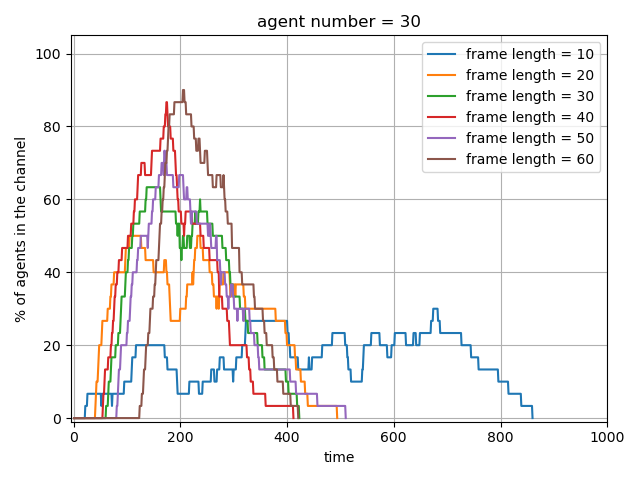 agent number = 30
% of agents in the channel
100
80
60
40
20
0
frame length = 10
frame length = 20
frame length = 30
frame length = 40
frame length = 50
frame length = 60
0 200 400 600 800 1000
time